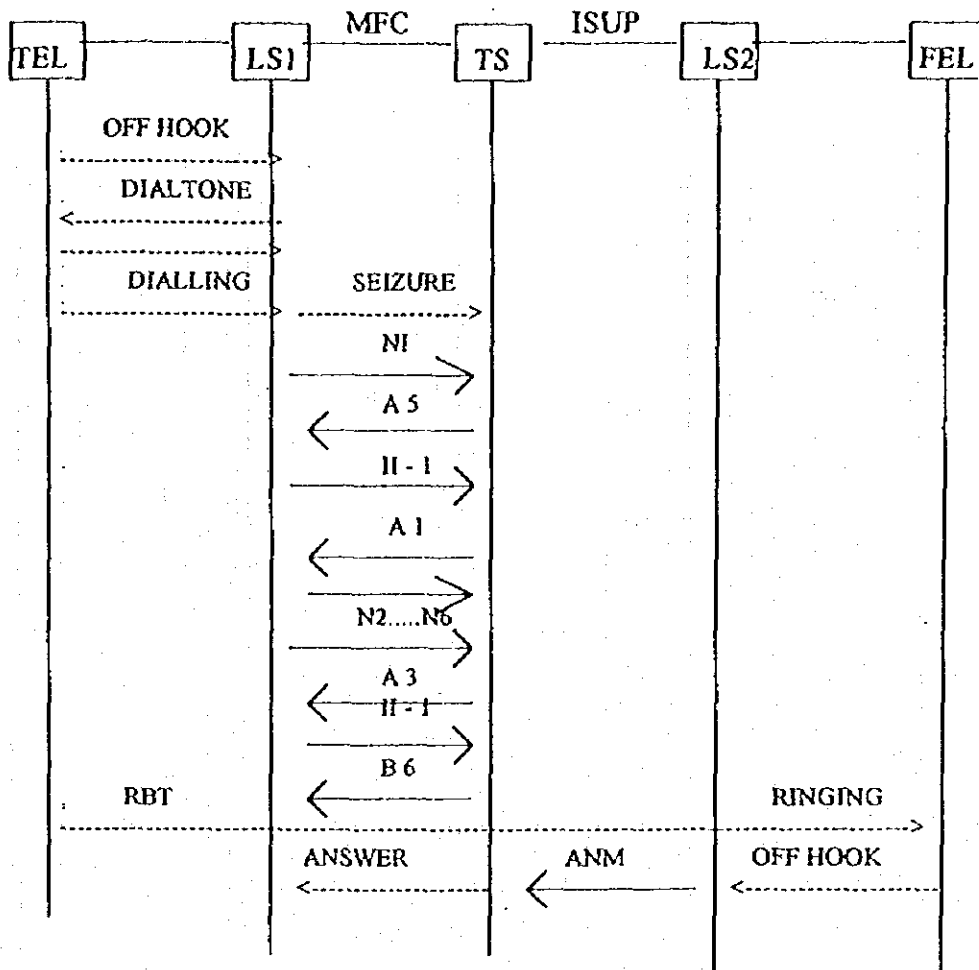 MFC ISUP
TEL LS1 TS LS2 FEL
OFF HOOK
DIALTONE
DIALLING SEIZURE
NI
A 5
II - 1
A 1
N2.....N6
A 3
II - 1
B 6
RBT RINGING
ANSWER ANM OFF HOOK